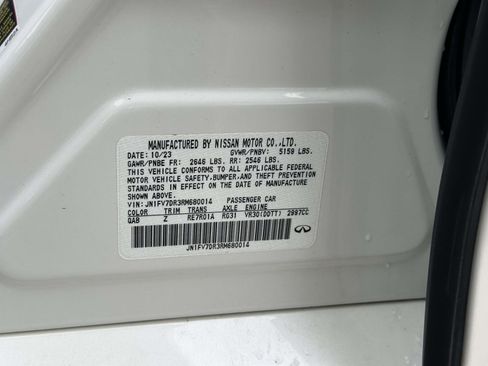 MANUFACTURED BY NISSAN MOTOR CO.,LTD.
DATE: 10/23 GVWR/PNBV: 5159 LBS.
GAWR/PNBE FR: 2646 LBS. RR: 2546 LBS.
THIS VEHICLE CONFORMS TO ALL APPLICABLE FEDERAL
MOTOR VEHICLE SAFETY,BUMPER,AND THEFT PREVENTION
STANDARDS IN EFFECT ON THE DATE OF
MANUFACTURE SHOWN ABOVE.
VIN: JN1FV7DR3RM680014 PASSENGER CAR
COLOR TRIM TRANS AXLE ENGINE
QAB Z RE7R01A RG31 VR30(DDTT) 2997CC
JN1FV7DR3RM680014
INFINITI